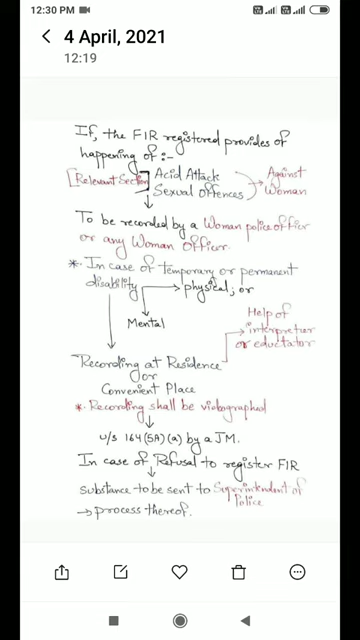 12:30 PM
4 April, 2021
12:19
If, the FIR registered provides of
happening of :-
[Relevant Section] Acid Attack
Sexual Offences
Against
Woman
To be recorded by a Woman police officer
or any Woman Officer.
* In case of temporary or permanent
disability
physical; or
Mental
Help of
interpretier
or eductator
Recording at Residence
or
Convenient Place
* Recording shall be videographed
u/s 164(5A)(a) by a JM.
In case of Refusal to register FIR
substance to be sent to Superintendent of
Police
→ process thereof.